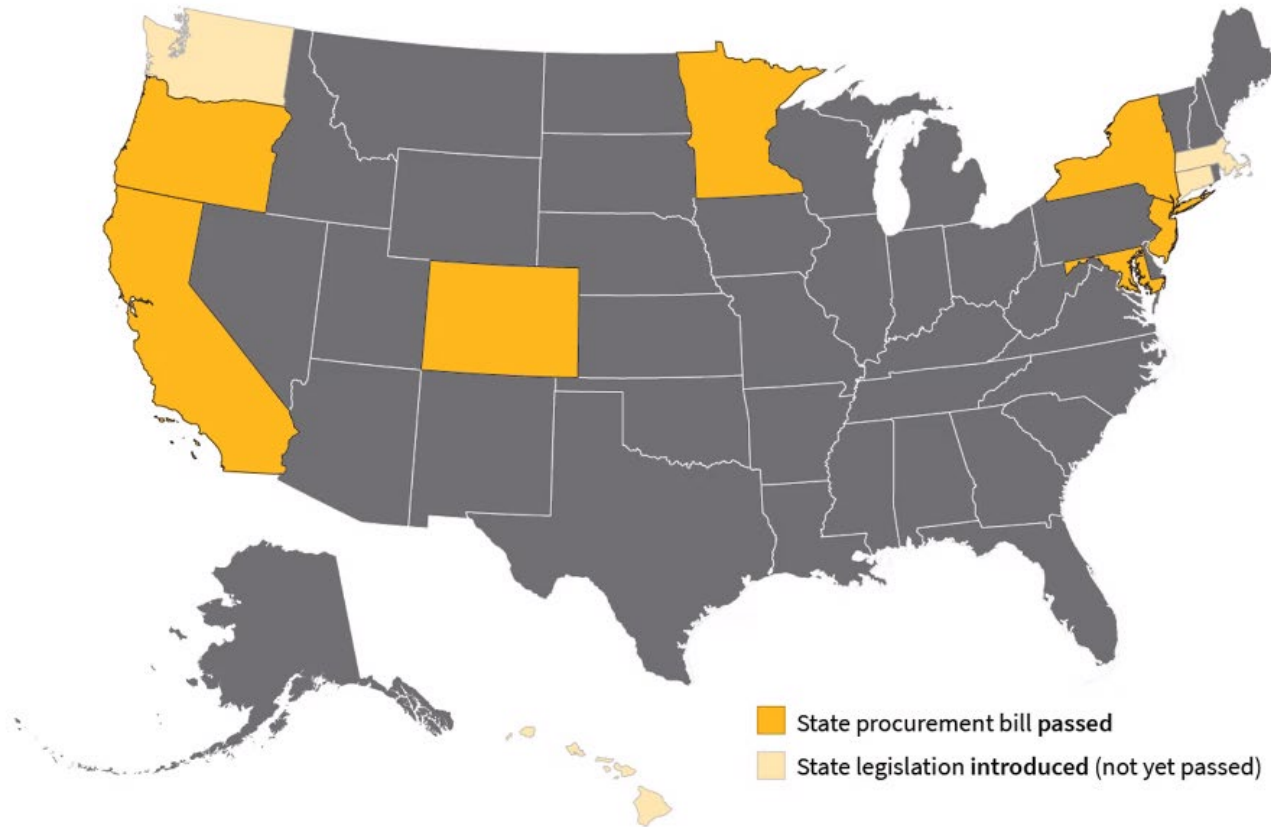 State procurement bill passed
State legislation introduced (not yet passed)